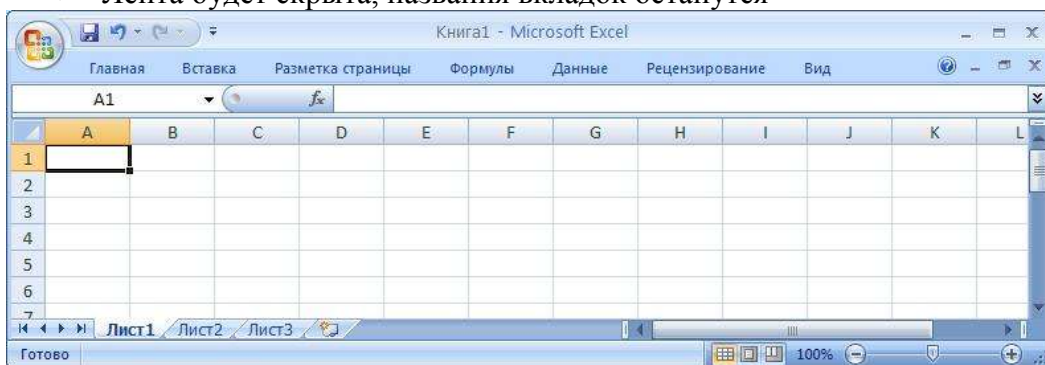 Лента будет скрыта, названия вкладок останутся
Книга1 - Microsoft Excel
Главная Вставка Разметка страницы Формулы Данные Рецензирование Вид
A1 fx
A B C D E F G H I J K L
1
2
3
4
5
6
7
Лист1 Лист2 Лист3
Готово 100%